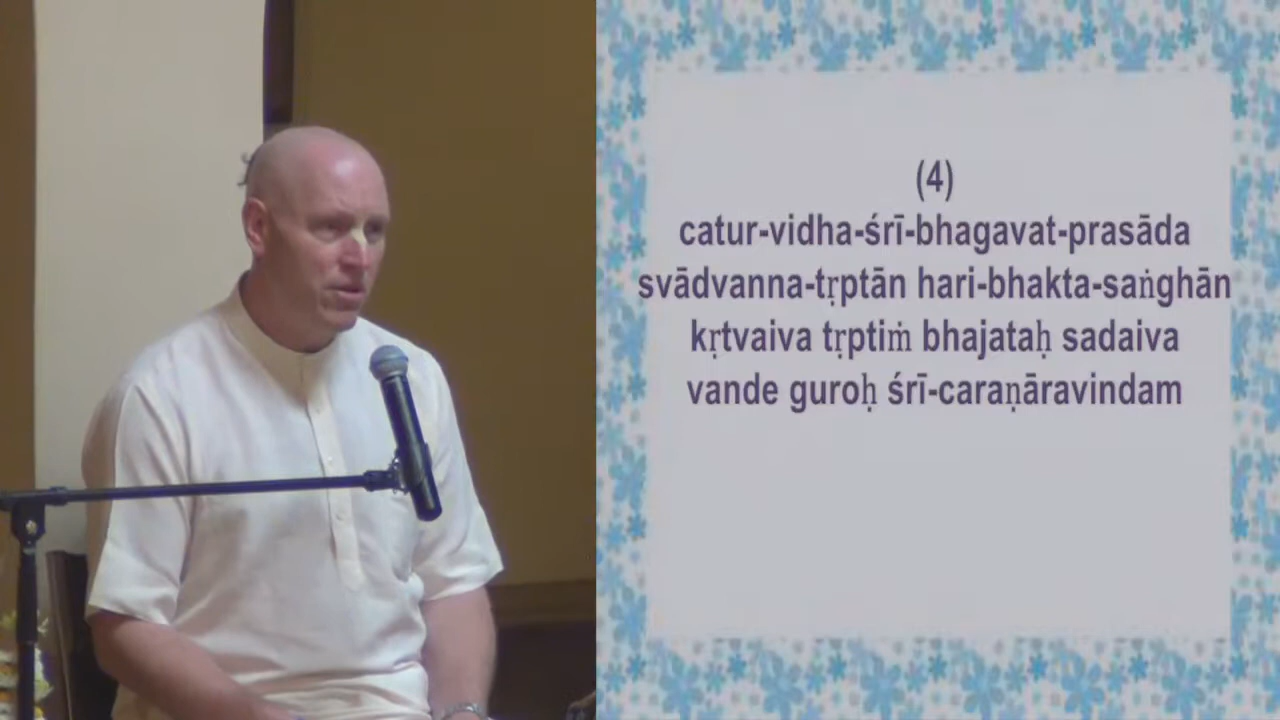 (4)
catur-vidha-śrī-bhagavat-prasāda
svādvanna-tṛptān hari-bhakta-saṅghān
kṛtvaiva tṛptiṁ bhajataḥ sadaiva
vande guroḥ śrī-caraṇāravindam